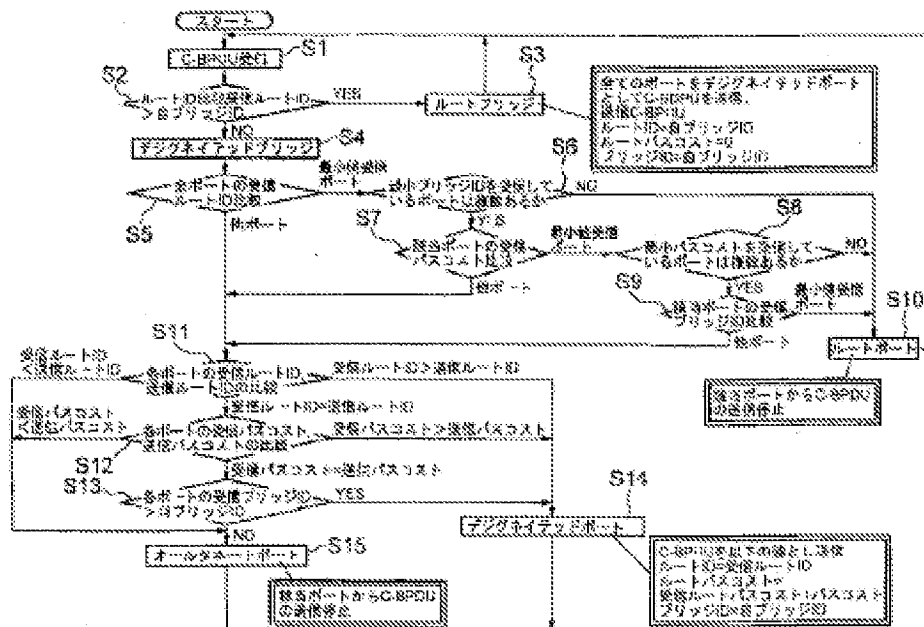 スタート
S1
C-BPDU受信
S2
ルートID(受信ルートID)
>自ブリッジID
YES
S3
ルートブリッジ
全てのポートをデジグネイテッドポート
としてC-BDPUを送信。
送信C-BPDU
ルートID=自ブリッジID
ルートパスコスト=0
ブリッジID=自ブリッジID
NO
S4
デジグネイテッドブリッジ
全ポートの受信
ルートID比較
S5
最小値受信
ポート
他ポート
S6
最小ブリッジIDを受信して
いるポートは複数あるか
NO
YES
S7
該当ポートの受信
パスコスト比較
最小値受信
ポート
他ポート
S8
最小パスコストを受信して
いるポートは複数あるか
NO
YES
S9
該当ポートの受信
ブリッジID比較
最小値受信
ポート
他ポート
S10
ルートポート
該当ポートからC-BPDU
の送信停止
S11
各ポートの受信ルートID,
送信ルートIDの比較
受信ルートID
<送信ルートID
受信ルートID>送信ルートID
受信ルートID=送信ルートID
受信パスコスト
<送信パスコスト
各ポートの受信パスコスト,
送信パスコストの比較
S12
受信パスコスト>送信パスコスト
受信パスコスト=送信パスコスト
S13
各ポートの受信ブリッジID
>自ブリッジID
YES
NO
S14
デジグネイテッドポート
C-BPDUを以下の値とし送信
ルートID=受信ルートID
ルートパスコスト=
受信ルートパスコスト+パスコスト
ブリッジID=自ブリッジID
S15
オールタネートポート
該当ポートからC-BPDU
の送信停止